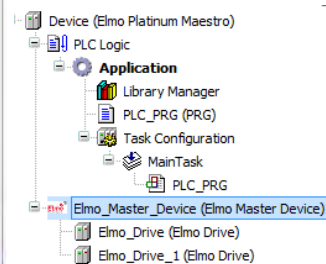 Device (Elmo Platinum Maestro)
PLC Logic
Application
Library Manager
PLC_PRG (PRG)
Task Configuration
MainTask
PLC_PRG
Elmo_Master_Device (Elmo Master Device)
Elmo_Drive (Elmo Drive)
Elmo_Drive_1 (Elmo Drive)